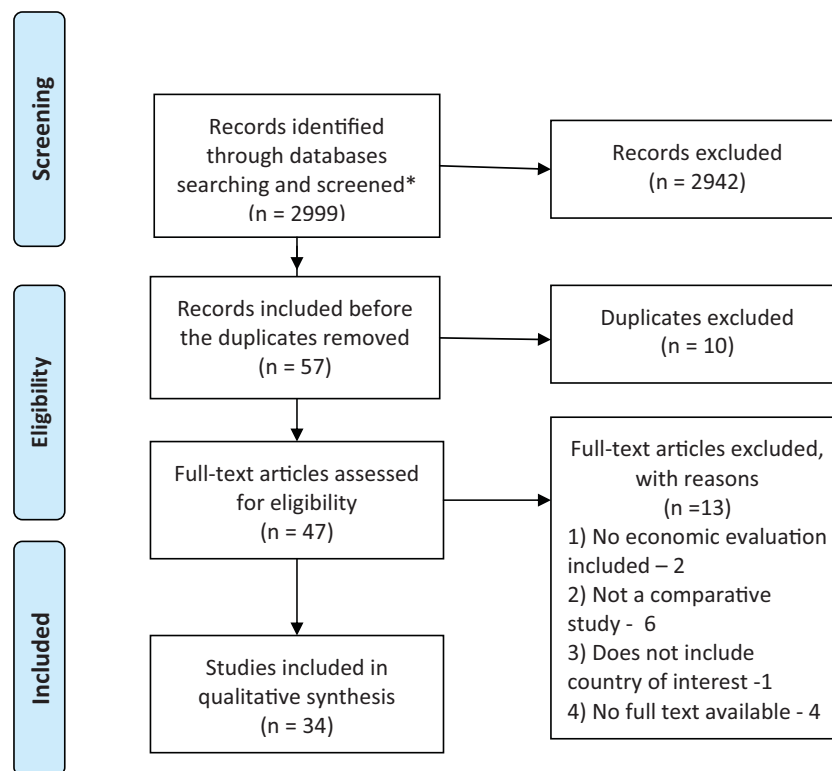 Screening
Records identified
through databases
searching and screened*
(n = 2999)
Records excluded
(n = 2942)
Eligibility
Records included before
the duplicates removed
(n = 57)
Duplicates excluded
(n = 10)
Full-text articles assessed
for eligibility
(n = 47)
Full-text articles excluded,
with reasons
(n =13)
1) No economic evaluation
included – 2
2) Not a comparative
study - 6
3) Does not include
country of interest -1
4) No full text available - 4
Included
Studies included in
qualitative synthesis
(n = 34)